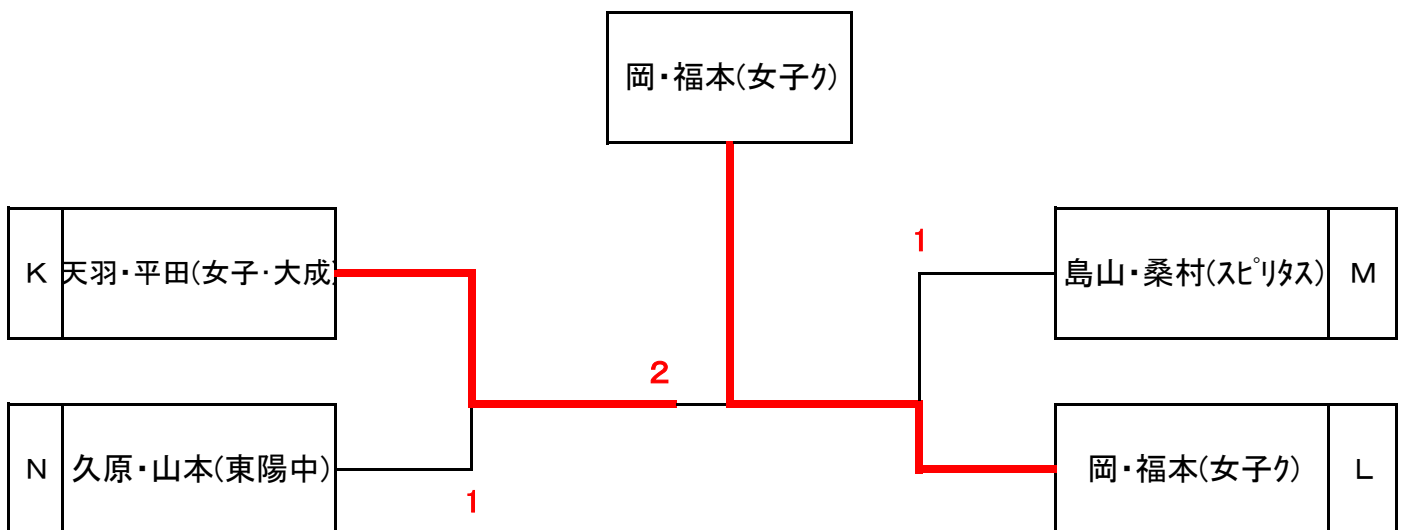 岡・福本(女子ｸ)
1
K 天羽・平田(女子・大成)
島山・桑村(ｽﾋﾟﾘﾀｽ) M
2
N 久原・山本(東陽中)
岡・福本(女子ｸ) L
1